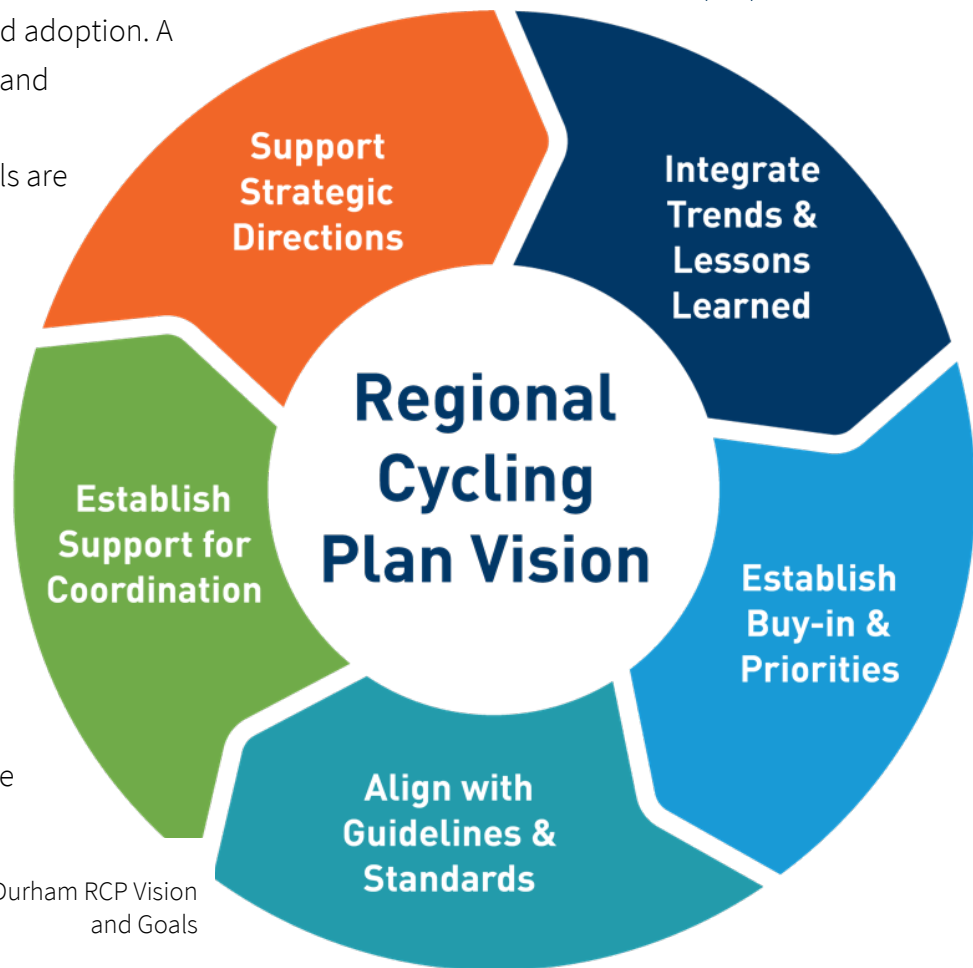 d adoption. A
and
ls are
Support
Strategic
Directions
Integrate
Trends &
Lessons
Learned
Regional
Cycling
Plan Vision
Establish
Support for
Coordination
Establish
Buy-in &
Priorities
Align with
Guidelines &
Standards
e
Durham RCP Vision
and Goals